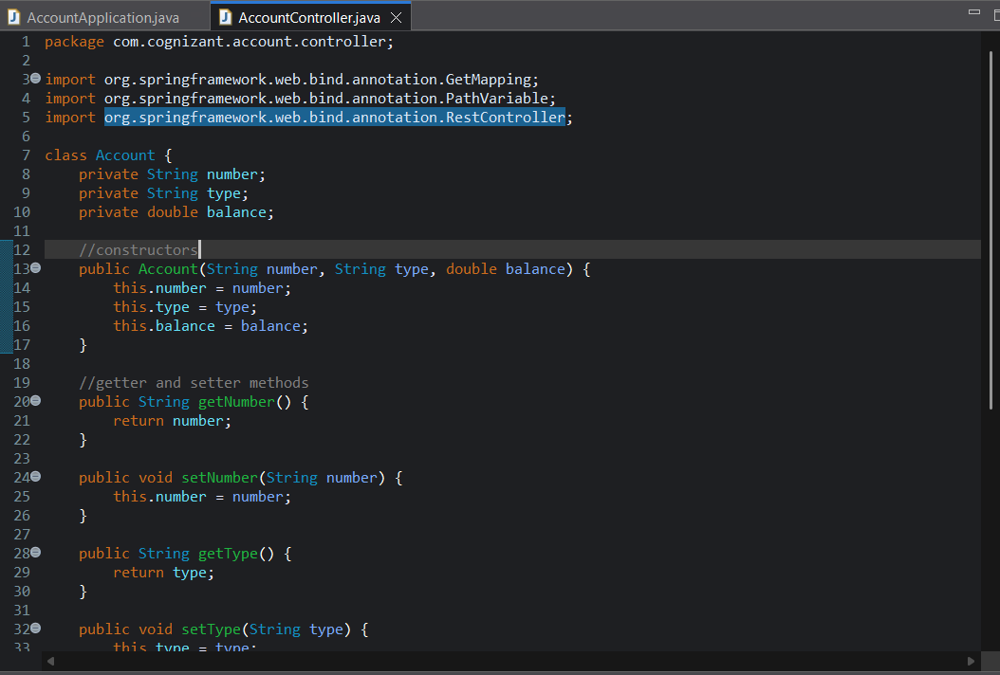 AccountApplication.java AccountController.java
1 package com.cognizant.account.controller;
2
3 import org.springframework.web.bind.annotation.GetMapping;
4 import org.springframework.web.bind.annotation.PathVariable;
5 import org.springframework.web.bind.annotation.RestController;
6
7 class Account {
8     private String number;
9     private String type;
10     private double balance;
11
12     //constructors
13     public Account(String number, String type, double balance) {
14         this.number = number;
15         this.type = type;
16         this.balance = balance;
17     }
18
19     //getter and setter methods
20     public String getNumber() {
21         return number;
22     }
23
24     public void setNumber(String number) {
25         this.number = number;
26     }
27
28     public String getType() {
29         return type;
30     }
31
32     public void setType(String type) {
33         this.type = type;